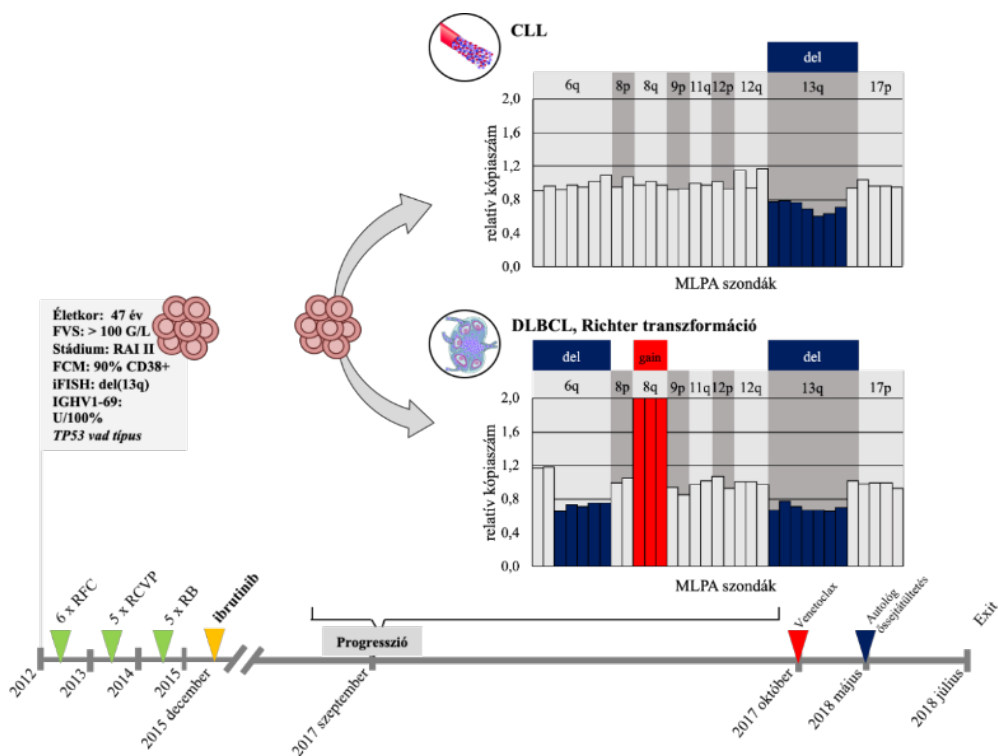 CLL
del
6q 8p 8q 9p 11q 12p 12q 13q 17p
2,0
1,6
1,2
0,8
0,4
0,0
relatív kópiaszám
MLPA szondák
Életkor: 47 év
FVS: > 100 G/L
Stádium: RAI II
FCM: 90% CD38+
iFISH: del(13q)
IGHV1-69:
U/100%
TP53 vad típus
DLBCL, Richter transzformáció
del gain del
6q 8p 8q 9p 11q 12p 12q 13q 17p
2,0
1,6
1,2
0,8
0,4
0,0
relatív kópiaszám
MLPA szondák
6 x RFC
5 x RCVP
5 x RB
ibrutinib
Progresszió
Venetoclax
Autológ
őssejtátültetés
Exit
2012
2013
2014
2015
2015 december
2017 szeptember
2017 október
2018 május
2018 július